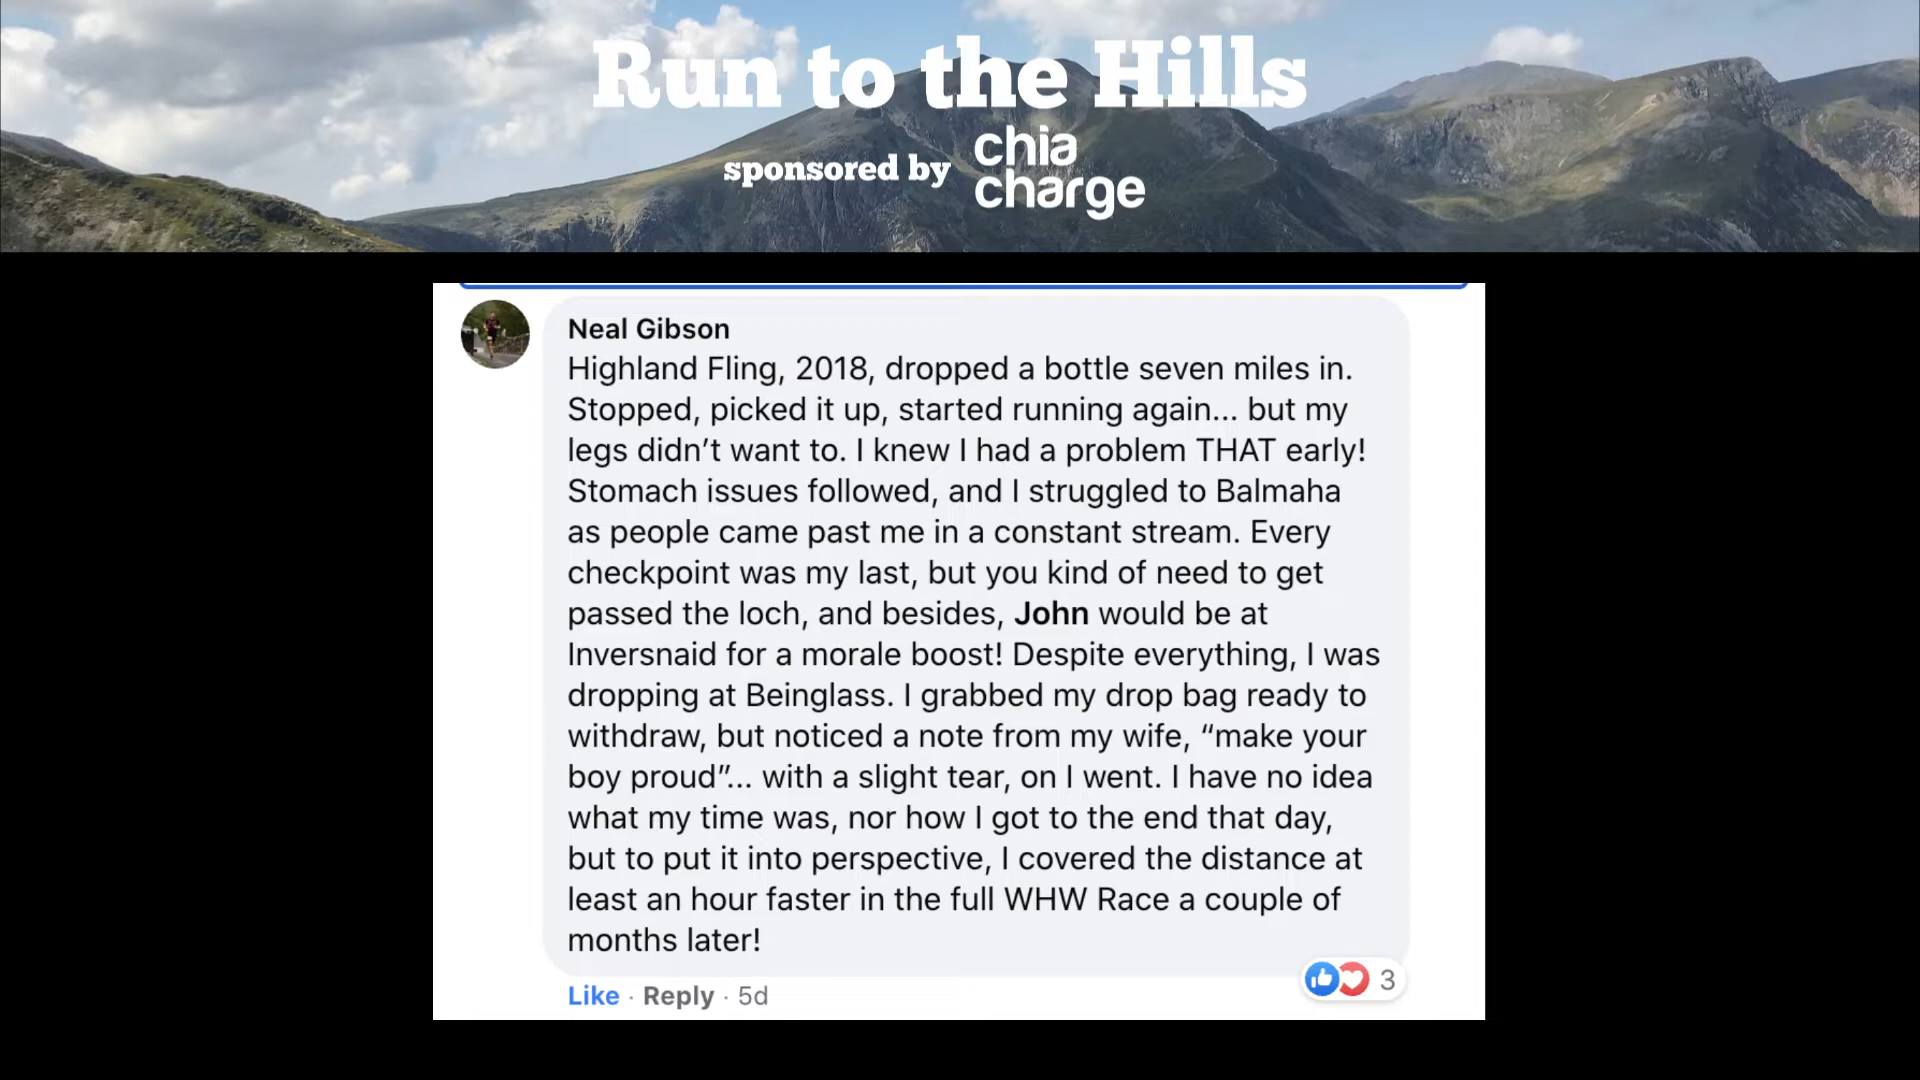 Run to the Hills
sponsored by
chia
charge
Neal Gibson
Highland Fling, 2018, dropped a bottle seven miles in.
Stopped, picked it up, started running again... but my
legs didn’t want to. I knew I had a problem THAT early!
Stomach issues followed, and I struggled to Balmaha
as people came past me in a constant stream. Every
checkpoint was my last, but you kind of need to get
passed the loch, and besides, John would be at
Inversnaid for a morale boost! Despite everything, I was
dropping at Beinglass. I grabbed my drop bag ready to
withdraw, but noticed a note from my wife, “make your
boy proud”... with a slight tear, on I went. I have no idea
what my time was, nor how I got to the end that day,
but to put it into perspective, I covered the distance at
least an hour faster in the full WHW Race a couple of
months later!
Like · Reply · 5d
3